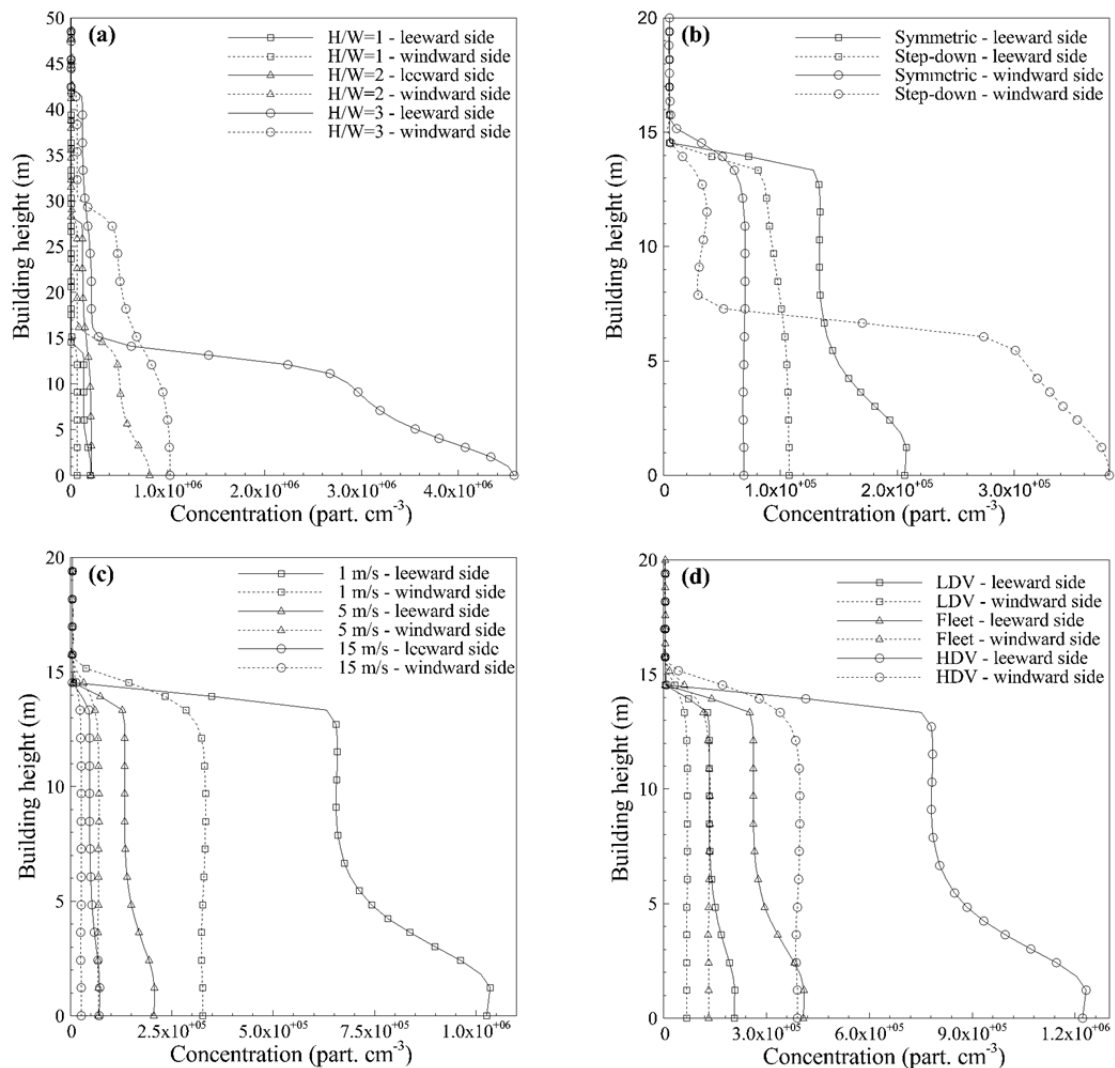 (a)
H/W=1 - leeward side
H/W=1 - windward side
H/W=2 - leeward side
H/W=2 - windward side
H/W=3 - leeward side
H/W=3 - windward side
50
45
40
35
30
25
20
15
10
5
0
Building height (m)
0 1.0x10+06 2.0x10+06 3.0x10+06 4.0x10+06
Concentration (part. cm-3)
(b)
Symmetric - leeward side
Step-down - leeward side
Symmetric - windward side
Step-down - windward side
20
15
10
5
0
Building height (m)
0 1.0x10+05 2.0x10+05 3.0x10+05
Concentration (part. cm-3)
(c)
1 m/s - leeward side
1 m/s - windward side
5 m/s - leeward side
5 m/s - windward side
15 m/s - leeward side
15 m/s - windward side
20
15
10
5
0
Building height (m)
0 2.5x10+05 5.0x10+05 7.5x10+05 1.0x10+06
Concentration (part. cm-3)
(d)
LDV - leeward side
LDV - windward side
Fleet - leeward side
Fleet - windward side
HDV - leeward side
HDV - windward side
20
15
10
5
0
Building height (m)
0 3.0x10+05 6.0x10+05 9.0x10+05 1.2x10+06
Concentration (part. cm-3)